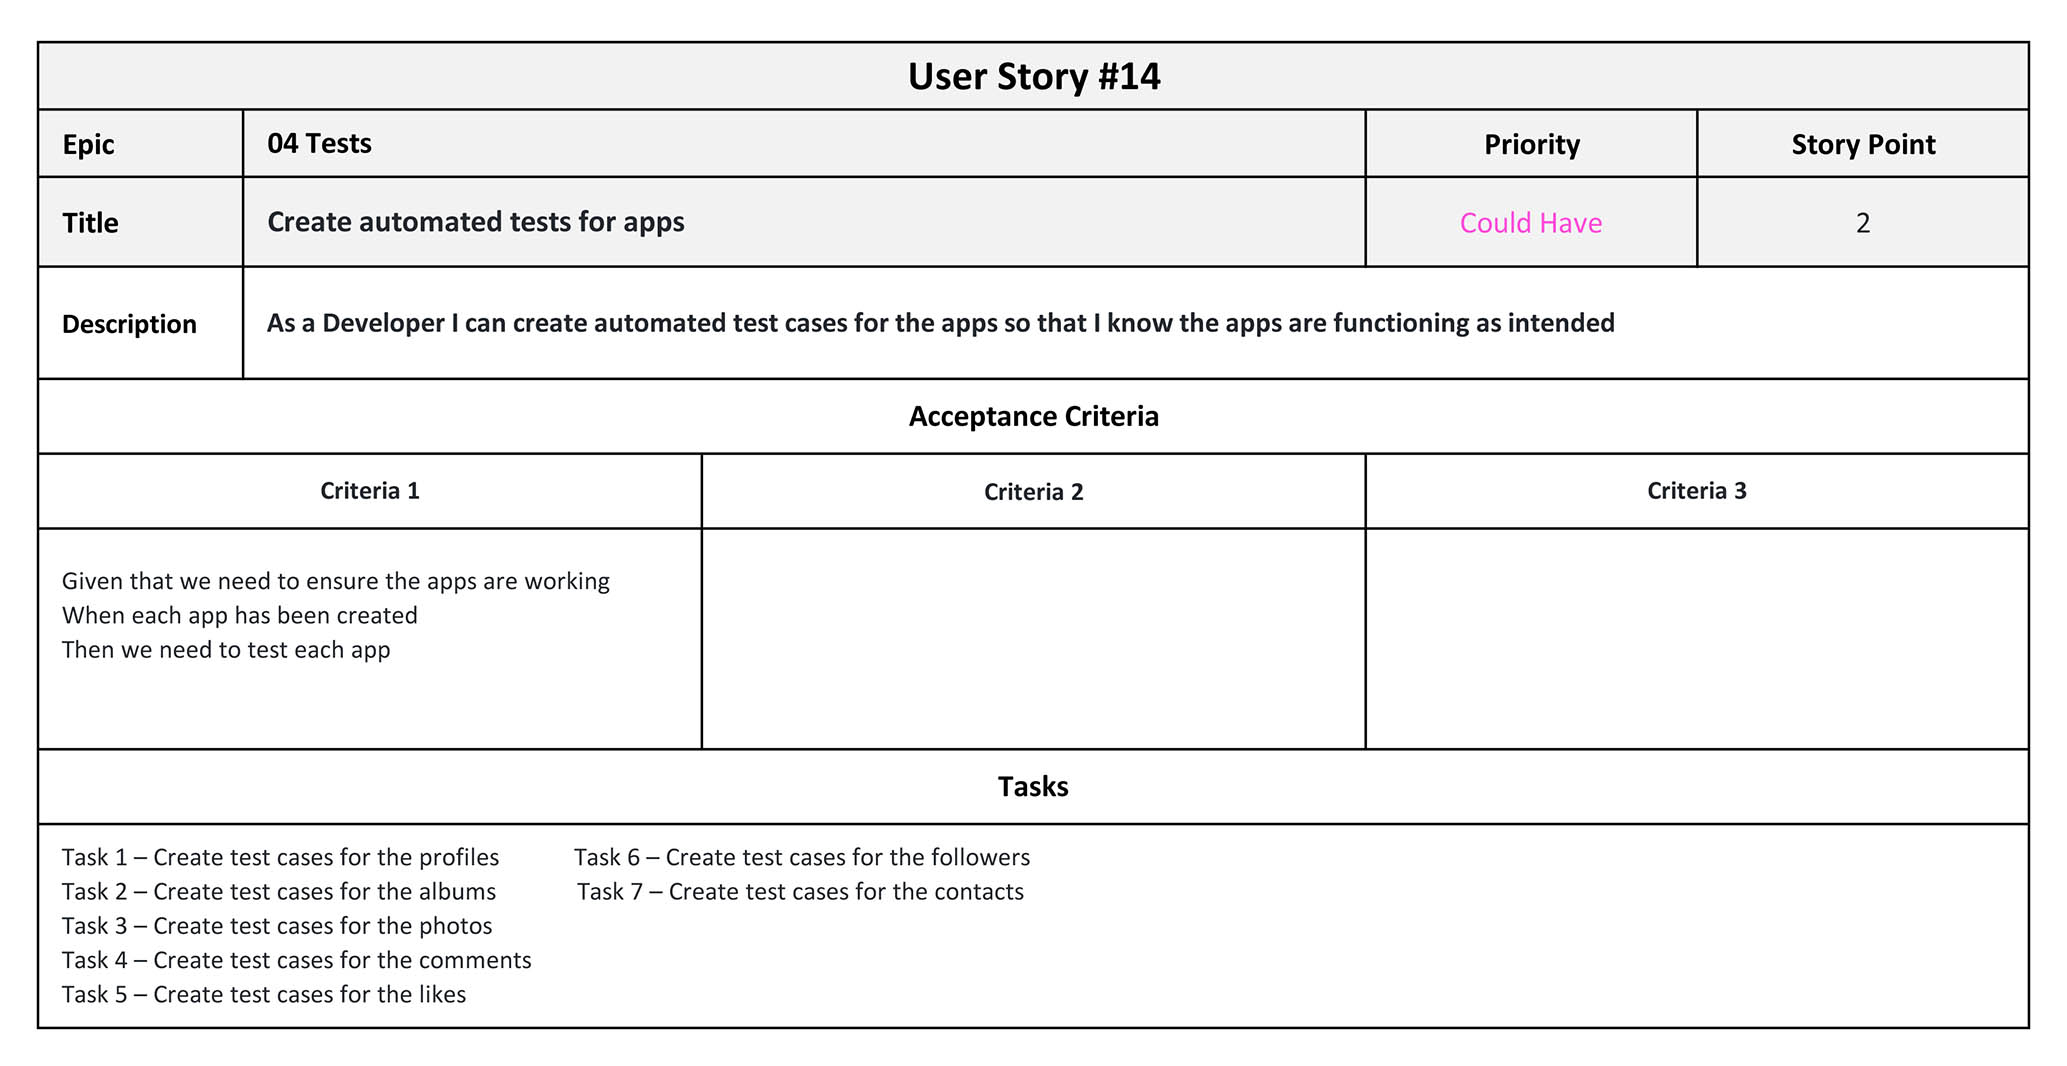 User Story #14
Epic
04 Tests
Priority
Story Point
Title
Create automated tests for apps
Could Have
2
Description
As a Developer I can create automated test cases for the apps so that I know the apps are functioning as intended
Acceptance Criteria
Criteria 1
Criteria 2
Criteria 3
Given that we need to ensure the apps are working
When each app has been created
Then we need to test each app
Tasks
Task 1 – Create test cases for the profiles
Task 2 – Create test cases for the albums
Task 3 – Create test cases for the photos
Task 4 – Create test cases for the comments
Task 5 – Create test cases for the likes
Task 6 – Create test cases for the followers
Task 7 – Create test cases for the contacts